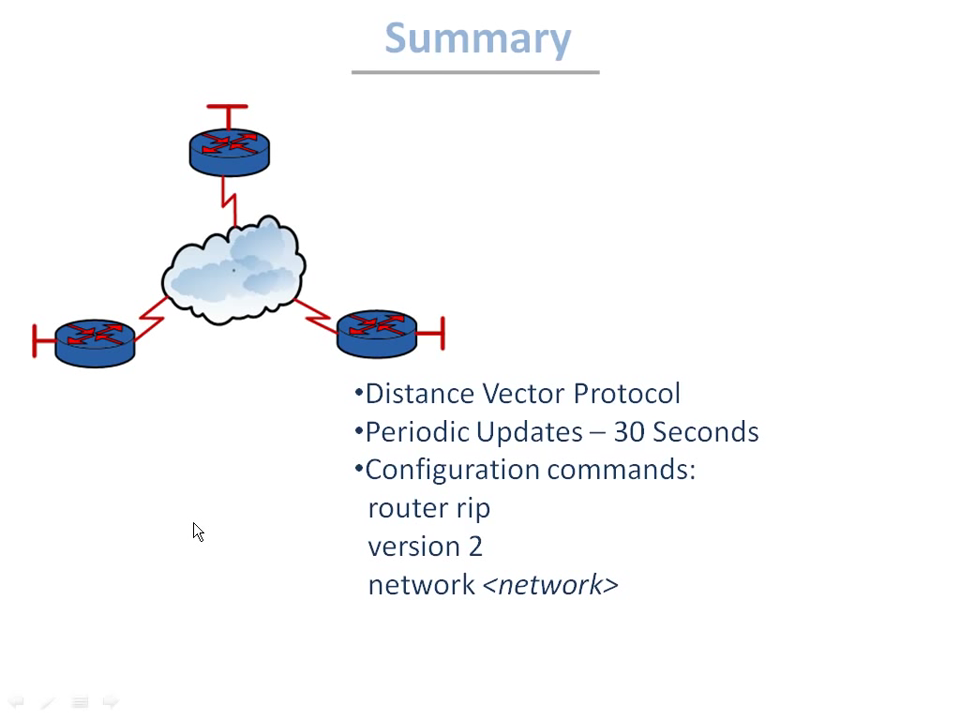 Summary
•Distance Vector Protocol
•Periodic Updates – 30 Seconds
•Configuration commands:
router rip
version 2
network <network>